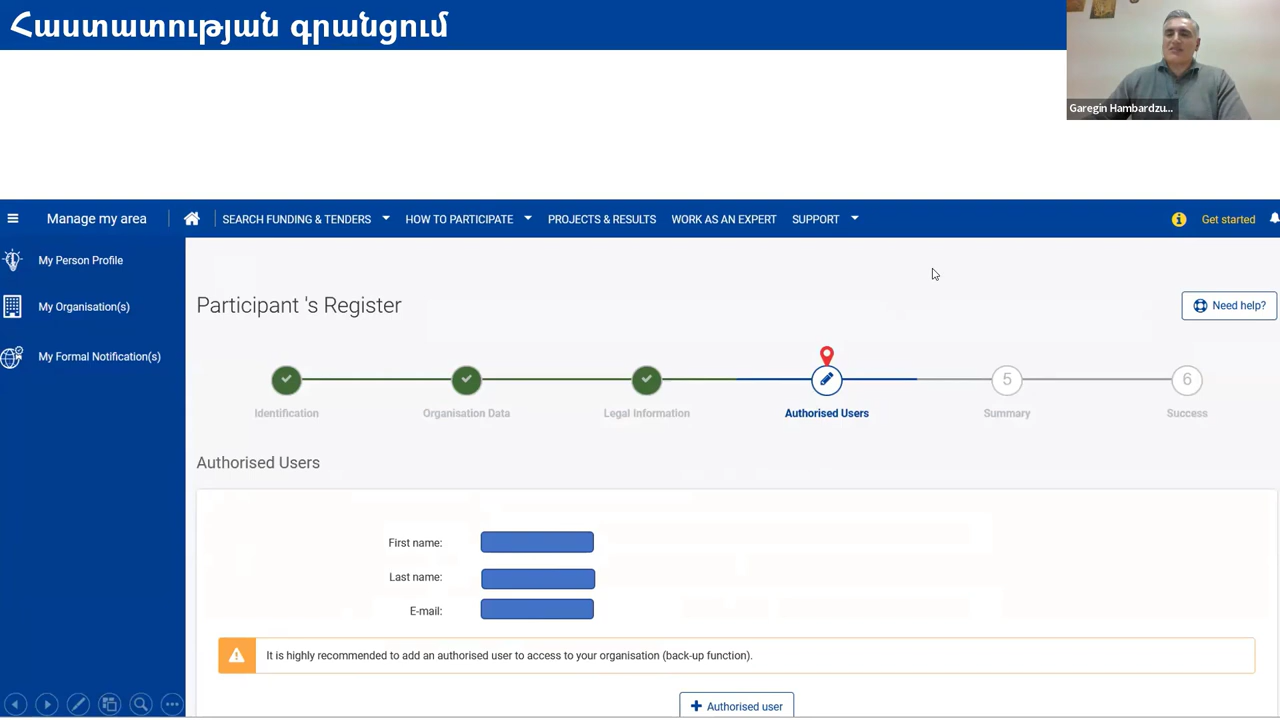 Հաստատության գրանցում
Garegin Hambardzu...
Manage my area
SEARCH FUNDING & TENDERS
HOW TO PARTICIPATE
PROJECTS & RESULTS
WORK AS AN EXPERT
SUPPORT
Get started
My Person Profile
My Organisation(s)
My Formal Notification(s)
Participant 's Register
Need help?
5
6
Identification
Organisation Data
Legal Information
Authorised Users
Summary
Success
Authorised Users
First name:
Last name:
E-mail:
It is highly recommended to add an authorised user to access to your organisation (back-up function).
Authorised user